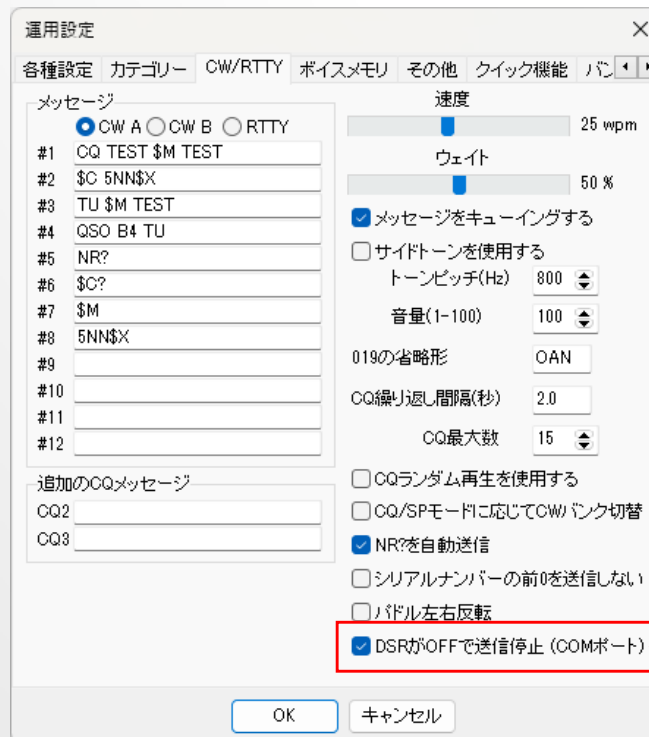 運用設定
各種設定 カテゴリー CW/RTTY ボイスメモリ その他 クイック機能
メッセージ
CW A CW B RTTY
#1 CQ TEST $M TEST
#2 $C 5NN$X
#3 TU $M TEST
#4 QSO B4 TU
#5 NR?
#6 $C?
#7 $M
#8 5NN$X
#9
#10
#11
#12
追加のCQメッセージ
CQ2
CQ3
速度
25 wpm
ウェイト
50 %
メッセージをキューイングする
サイドトーンを使用する
トーンピッチ(Hz) 800
音量(1-100) 100
019の省略形 OAN
CQ繰り返し間隔(秒) 2.0
CQ最大数 15
CQランダム再生を使用する
CQ/SPモードに応じてCWバンク切替
NR?を自動送信
シリアルナンバーの前0を送信しない
パドル左右反転
DSRがOFFで送信停止 (COMポート)
OK キャンセル